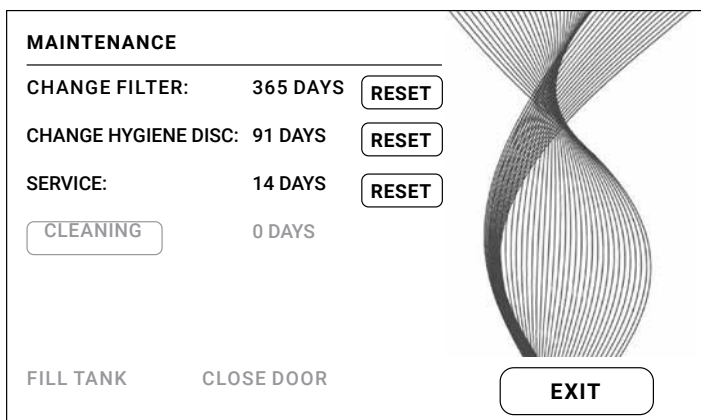 MAINTENANCE
CHANGE FILTER: 365 DAYS RESET
CHANGE HYGIENE DISC: 91 DAYS RESET
SERVICE: 14 DAYS RESET
CLEANING 0 DAYS
FILL TANK CLOSE DOOR EXIT